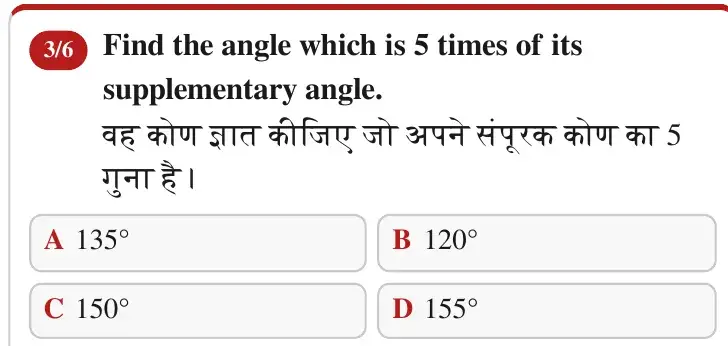 3/6 Find the angle which is 5 times of its
supplementary angle.
वह कोण ज्ञात कीजिए जो अपने संपूरक कोण का 5
गुना है।
A 135° B 120°
C 150° D 155°